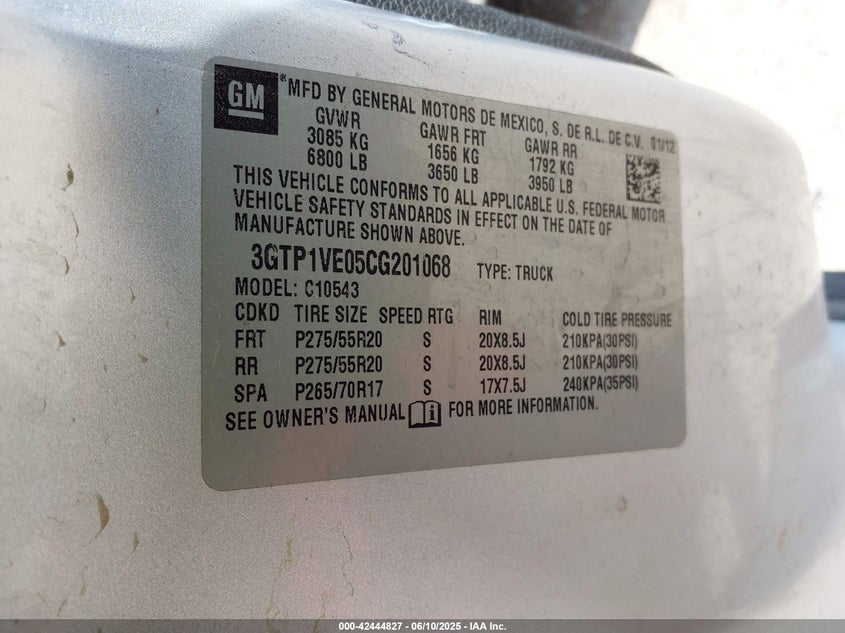 GM ® MFD BY GENERAL MOTORS DE MEXICO, S. DE R.L. DE C.V. 01/12
GVWR GAWR FRT GAWR RR
3085 KG 1656 KG 1792 KG
6800 LB 3650 LB 3950 LB
THIS VEHICLE CONFORMS TO ALL APPLICABLE U.S. FEDERAL MOTOR
VEHICLE SAFETY STANDARDS IN EFFECT ON THE DATE OF
MANUFACTURE SHOWN ABOVE.
3GTP1VE05CG201068 TYPE: TRUCK
MODEL: C10543
CDKD TIRE SIZE SPEED RTG RIM COLD TIRE PRESSURE
FRT P275/55R20 S 20X8.5J 210KPA(30PSI)
RR P275/55R20 S 20X8.5J 210KPA(30PSI)
SPA P265/70R17 S 17X7.5J 240KPA(35PSI)
SEE OWNER'S MANUAL i FOR MORE INFORMATION.
000-42444827 - 06/10/2025 - IAA Inc.